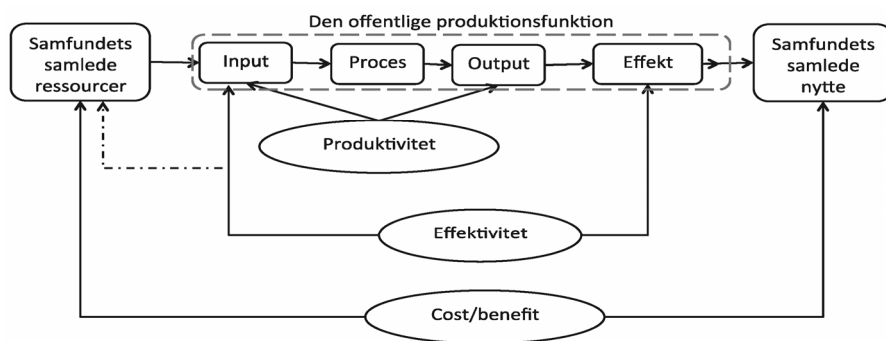 Den offentlige produktionsfunktion
Samfundets
samlede
ressourcer
Input
Proces
Output
Effekt
Samfundets
samlede
nytte
Produktivitet
Effektivitet
Cost/benefit